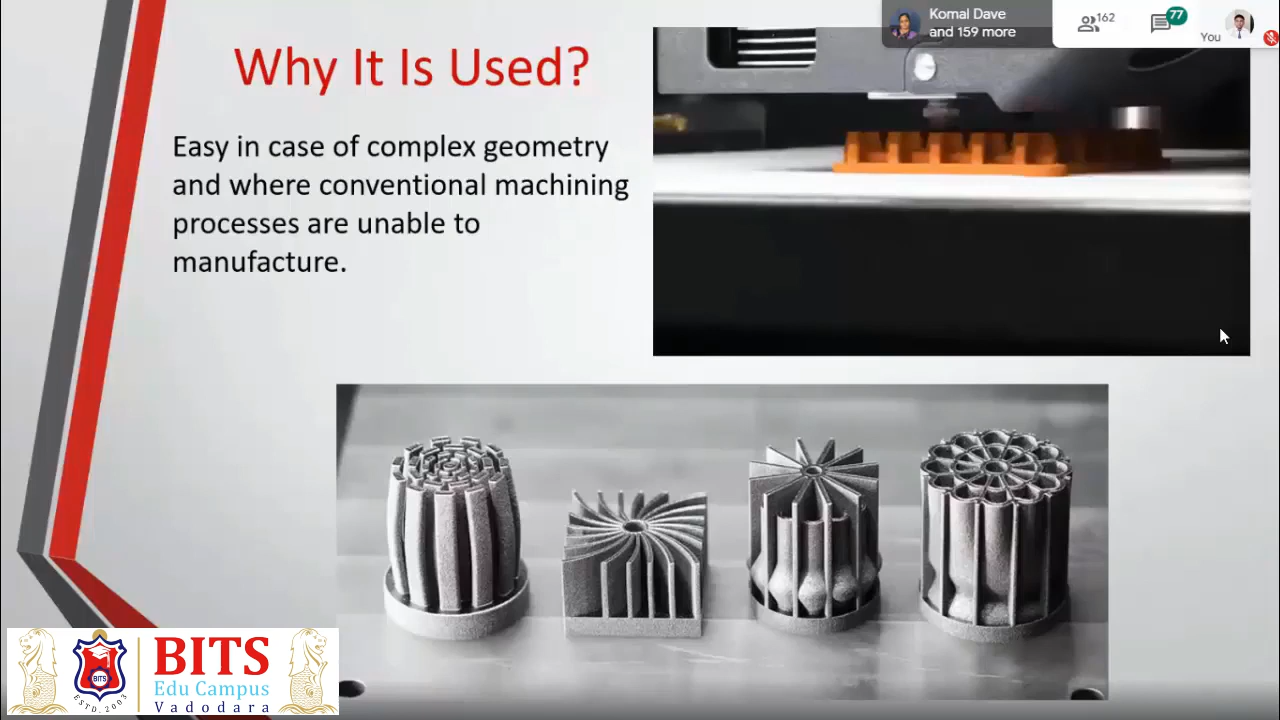 Komal Dave
and 159 more
162
77
You
Why It Is Used?
Easy in case of complex geometry
and where conventional machining
processes are unable to
manufacture.
BITS
Edu Campus
Vadodara
BITS
ESTD. 2003